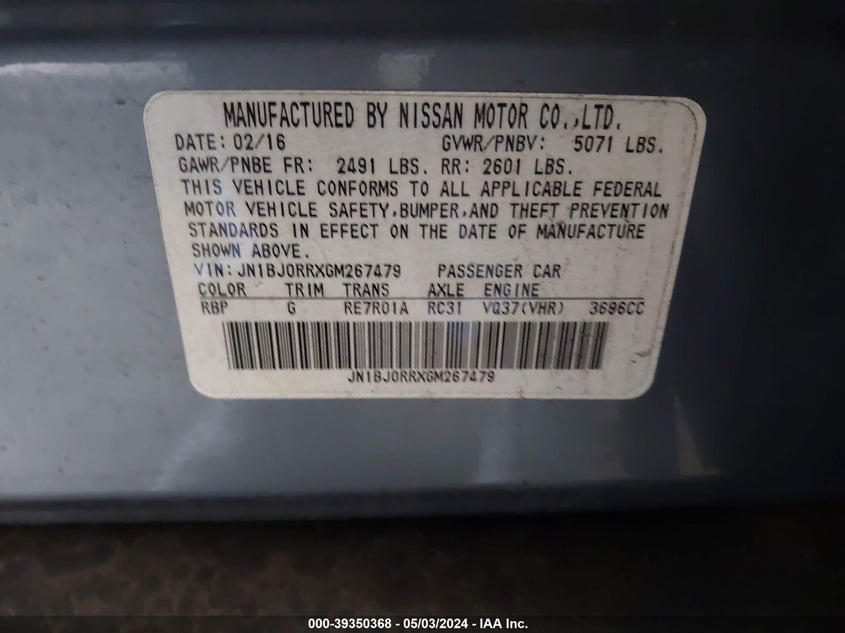 MANUFACTURED BY NISSAN MOTOR CO.,LTD.
DATE: 02/16 GVWR/PNBV: 5071 LBS.
GAWR/PNBE FR: 2491 LBS. RR: 2601 LBS.
THIS VEHICLE CONFORMS TO ALL APPLICABLE FEDERAL
MOTOR VEHICLE SAFETY,BUMPER,AND THEFT PREVENTION
STANDARDS IN EFFECT ON THE DATE OF MANUFACTURE
SHOWN ABOVE.
VIN:JN1BJ0RRXGM267479 PASSENGER CAR
COLOR TRIM TRANS AXLE ENGINE
RBP G RE7R01A RC31 VQ37(VHR) 3696CC
JN1BJ0RRXGM267479
000-39350368 - 05/03/2024 - IAA Inc.